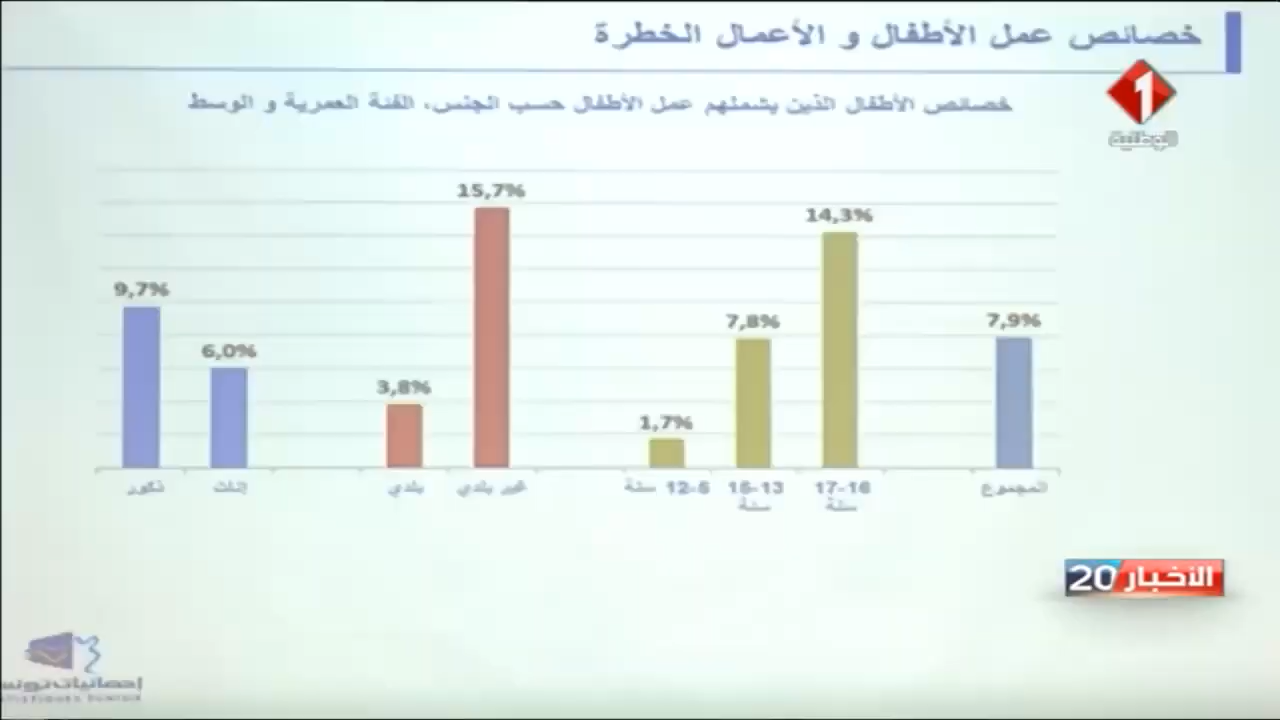 خصائص عمل الأطفال و الأعمال الخطرة
خصائص الأطفال الذين يشملهم عمل الأطفال حسب الجنس، الفئة العمرية و الوسط
1
الوطنية
15,7%
14,3%
9,7%
7,8%
7,9%
6,0%
3,8%
1,7%
ذكور
إناث
بلدي
غير بلدي
5-12 سنة
13-15 سنة
16-17 سنة
المجموع
الأخبار 20
إحصائيات تونس